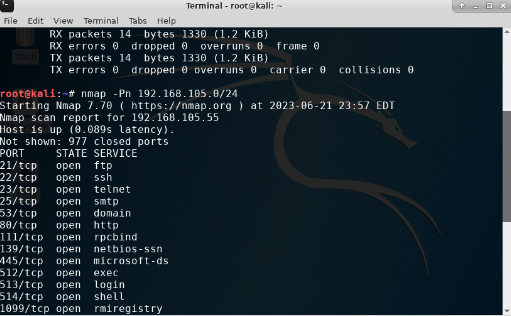 Terminal - root@kali: ~
File Edit View Terminal Tabs Help
RX packets 14 bytes 1330 (1.2 KiB)
RX errors 0 dropped 0 overruns 0 frame 0
TX packets 14 bytes 1330 (1.2 KiB)
TX errors 0 dropped 0 overruns 0 carrier 0 collisions 0
root@kali:~# nmap -Pn 192.168.105.0/24
Starting Nmap 7.70 ( https://nmap.org ) at 2023-06-21 23:57 EDT
Nmap scan report for 192.168.105.55
Host is up (0.089s latency).
Not shown: 977 closed ports
PORT STATE SERVICE
21/tcp open ftp
22/tcp open ssh
23/tcp open telnet
25/tcp open smtp
53/tcp open domain
80/tcp open http
111/tcp open rpcbind
139/tcp open netbios-ssn
445/tcp open microsoft-ds
512/tcp open exec
513/tcp open login
514/tcp open shell
1099/tcp open rmiregistry